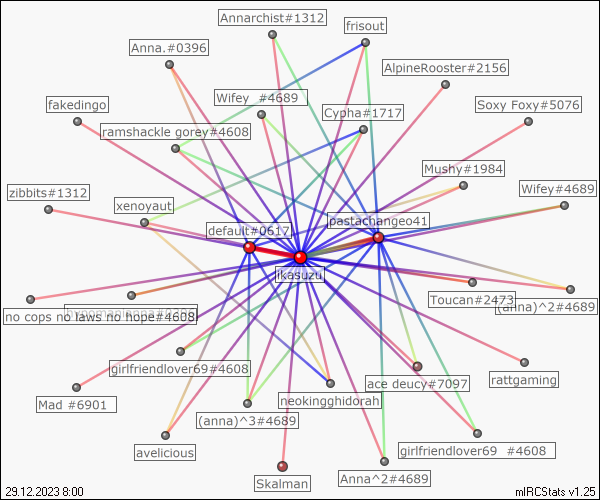 Annarchist#1312
frisout
Anna.#0396
AlpineRooster#2156
Wifey_#4689
fakedingo
Soxy Foxy#5076
Cypha#1717
ramshackle gorey#4608
Mushy#1984
zibbits#1312
Wifey#4689
xenoyaut
pastachangeo41
default#0617
ikasuzu
Toucan#2473
(anna)^2#4689
no cops no laws no hope#4608
girlfriendlover69#4608
rattgaming
ace deucy#7097
Mad #6901
neokingghidorah
(anna)^3#4689
avelicious
girlfriendlover69_#4608
Skalman
Anna^2#4689
29.12.2023 8:00
mIRCStats v1.25